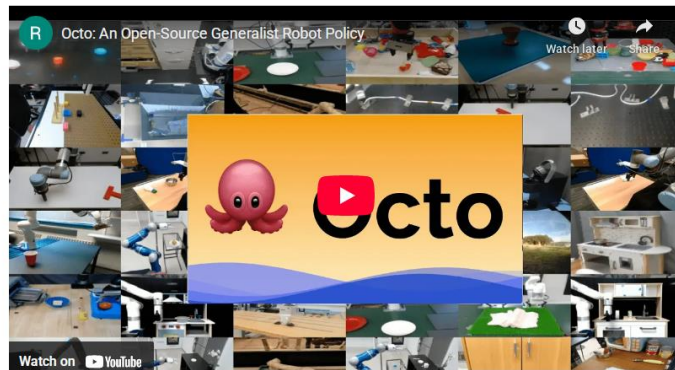 R
Octo: An Open-Source Generalist Robot Policy
Watch later
Share
Octo
Watch on YouTube